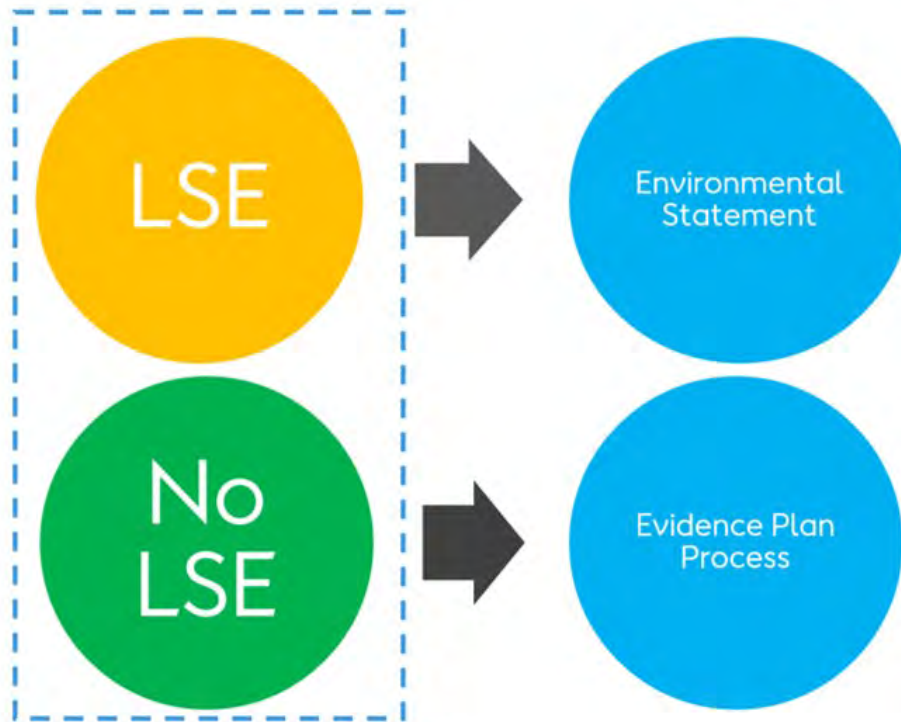 LSE
Environmental
Statement
No
LSE
Evidence Plan
Process